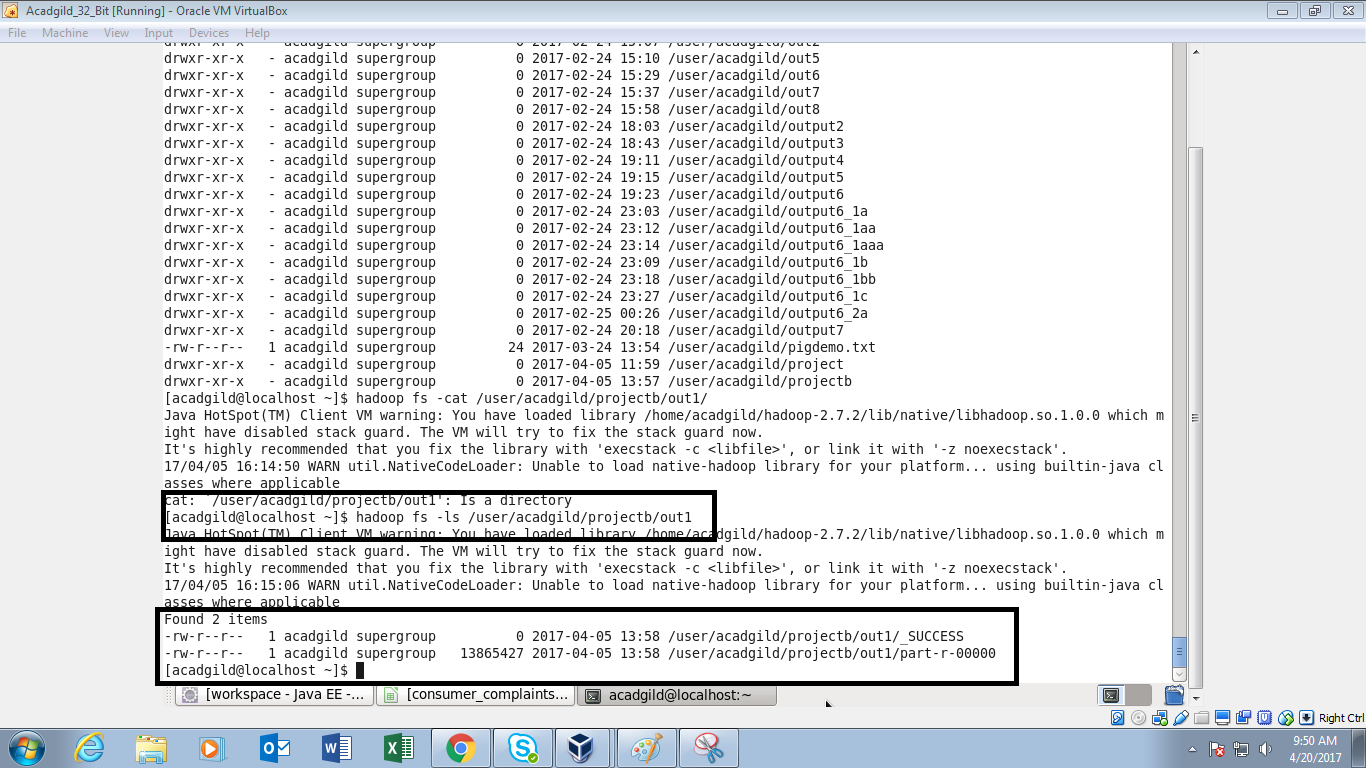 Acadgild_32_Bit [Running] - Oracle VM VirtualBox
File Machine View Input Devices Help
drwxr-xr-x - acadgild supergroup 0 2017-02-24 15:07 /user/acadgild/out2
drwxr-xr-x - acadgild supergroup 0 2017-02-24 15:10 /user/acadgild/out5
drwxr-xr-x - acadgild supergroup 0 2017-02-24 15:29 /user/acadgild/out6
drwxr-xr-x - acadgild supergroup 0 2017-02-24 15:37 /user/acadgild/out7
drwxr-xr-x - acadgild supergroup 0 2017-02-24 15:58 /user/acadgild/out8
drwxr-xr-x - acadgild supergroup 0 2017-02-24 18:03 /user/acadgild/output2
drwxr-xr-x - acadgild supergroup 0 2017-02-24 18:43 /user/acadgild/output3
drwxr-xr-x - acadgild supergroup 0 2017-02-24 19:11 /user/acadgild/output4
drwxr-xr-x - acadgild supergroup 0 2017-02-24 19:15 /user/acadgild/output5
drwxr-xr-x - acadgild supergroup 0 2017-02-24 19:23 /user/acadgild/output6
drwxr-xr-x - acadgild supergroup 0 2017-02-24 23:03 /user/acadgild/output6_1a
drwxr-xr-x - acadgild supergroup 0 2017-02-24 23:12 /user/acadgild/output6_1aa
drwxr-xr-x - acadgild supergroup 0 2017-02-24 23:14 /user/acadgild/output6_1aaa
drwxr-xr-x - acadgild supergroup 0 2017-02-24 23:09 /user/acadgild/output6_1b
drwxr-xr-x - acadgild supergroup 0 2017-02-24 23:18 /user/acadgild/output6_1bb
drwxr-xr-x - acadgild supergroup 0 2017-02-24 23:27 /user/acadgild/output6_1c
drwxr-xr-x - acadgild supergroup 0 2017-02-25 00:26 /user/acadgild/output6_2a
drwxr-xr-x - acadgild supergroup 0 2017-02-24 20:18 /user/acadgild/output7
-rw-r--r-- 1 acadgild supergroup 24 2017-03-24 13:54 /user/acadgild/pigdemo.txt
drwxr-xr-x - acadgild supergroup 0 2017-04-05 11:59 /user/acadgild/project
drwxr-xr-x - acadgild supergroup 0 2017-04-05 13:57 /user/acadgild/projectb
[acadgild@localhost ~]$ hadoop fs -cat /user/acadgild/projectb/out1/
Java HotSpot(TM) Client VM warning: You have loaded library /home/acadgild/hadoop-2.7.2/lib/native/libhadoop.so.1.0.0 which m
ight have disabled stack guard. The VM will try to fix the stack guard now.
It's highly recommended that you fix the library with 'execstack -c <libfile>', or link it with '-z noexecstack'.
17/04/05 16:14:50 WARN util.NativeCodeLoader: Unable to load native-hadoop library for your platform... using builtin-java cl
asses where applicable
cat: `/user/acadgild/projectb/out1': Is a directory
[acadgild@localhost ~]$ hadoop fs -ls /user/acadgild/projectb/out1
Java HotSpot(TM) Client VM warning: You have loaded library /home/acadgild/hadoop-2.7.2/lib/native/libhadoop.so.1.0.0 which m
ight have disabled stack guard. The VM will try to fix the stack guard now.
It's highly recommended that you fix the library with 'execstack -c <libfile>', or link it with '-z noexecstack'.
17/04/05 16:15:06 WARN util.NativeCodeLoader: Unable to load native-hadoop library for your platform... using builtin-java cl
asses where applicable
Found 2 items
-rw-r--r-- 1 acadgild supergroup 0 2017-04-05 13:58 /user/acadgild/projectb/out1/_SUCCESS
-rw-r--r-- 1 acadgild supergroup 13865427 2017-04-05 13:58 /user/acadgild/projectb/out1/part-r-00000
[acadgild@localhost ~]$
[workspace - Java EE -... [consumer_complaints... acadgild@localhost:~
Right Ctrl
9:50 AM
4/20/2017